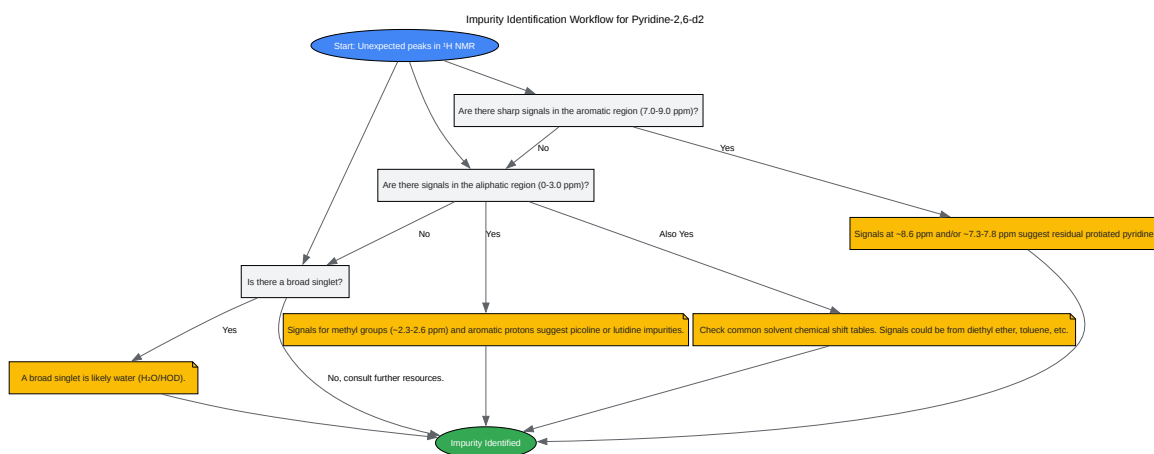 Impurity Identification Workflow for Pyridine-2,6-d2
Start: Unexpected peaks in ¹H NMR
Are there sharp signals in the aromatic region (7.0-9.0 ppm)?
No
Yes
Are there signals in the aliphatic region (0-3.0 ppm)?
No
Yes
Also Yes
Signals at ~8.6 ppm and/or ~7.3-7.8 ppm suggest residual protiated pyridine
Is there a broad singlet?
Yes
Signals for methyl groups (~2.3-2.6 ppm) and aromatic protons suggest picoline or lutidine impurities.
Check common solvent chemical shift tables. Signals could be from diethyl ether, toluene, etc.
A broad singlet is likely water (H₂O/HOD).
No, consult further resources.
Impurity Identified